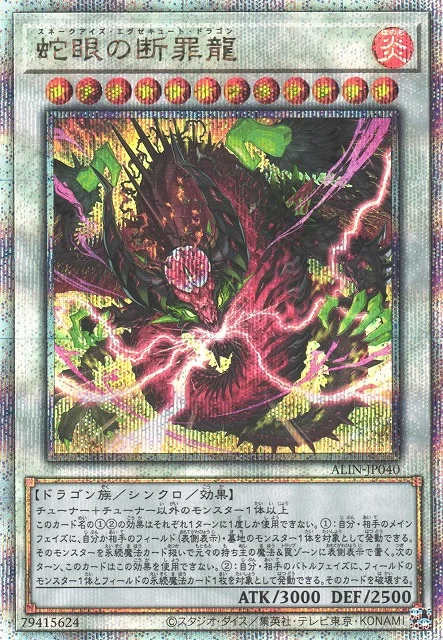 スネークアイズ・エクゼキュート・ドラゴン
蛇眼の断罪龍
炎
ALIN-JP040
【ドラゴン族／シンクロ／効果】
チューナー＋チューナー以外のモンスター1体以上
このカード名の①②の効果はそれぞれ1ターンに1度しか使用できない。①：自分・相手のメイン
フェイズに、自分か相手のフィールド（表側表示）・墓地のモンスター1体を対象として発動できる。
そのモンスターを永続魔法カード扱いで元々の持ち主の魔法＆罠ゾーンに表側表示で置く。次の
ターン、このカードはこの効果を使用できない。②：自分・相手のバトルフェイズに、フィールドの
モンスター1体とフィールドの永続魔法カード1枚を対象として発動できる。そのカードを破壊する。
ATK/3000 DEF/2500
79415624
©スタジオ・ダイス／集英社・テレビ東京・KONAMI